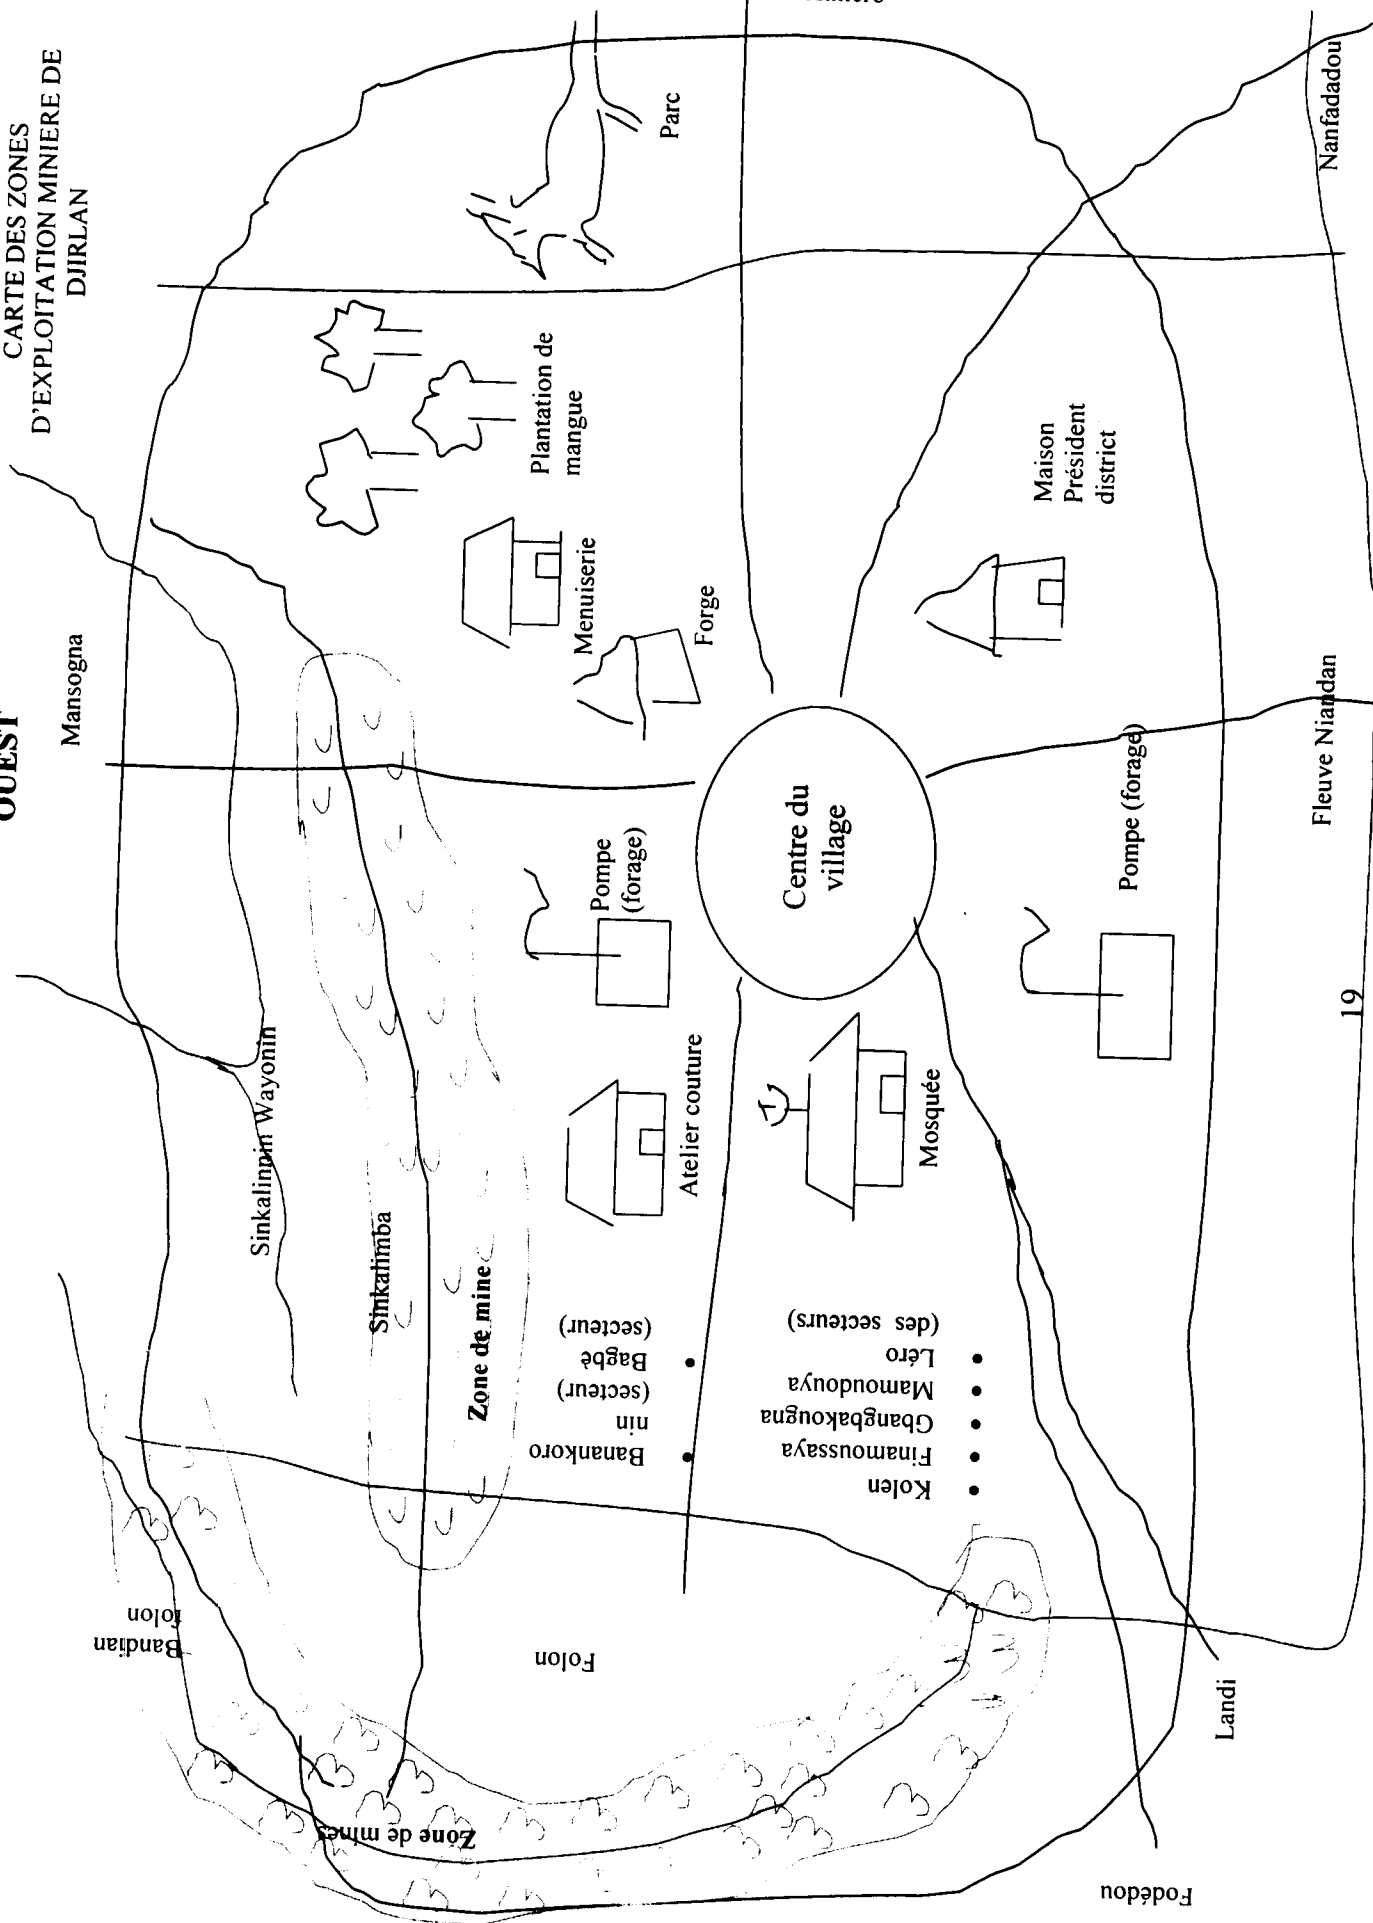 CARTE DES ZONES
D'EXPLOITATION MINIERE DE
DJIRLAN
OUEST
Mansogna
Parc
Plantation de
mangue
Menuiserie
Forge
Maison
Président
district
Nanfadadou
Sinkalinnin Wayonin
Sinkalimba
Zone de mine
Pompe
(forage)
Atelier couture
Centre du
village
Mosquée
Pompe (forage)
Fleuve Niandan
Banankoro
nin
(secteur)
Bagbè
(secteur)
Kolen
Finamoussaya
Gbangbakougna
Mamoudouya
Léro
(des secteurs)
Bandian
folon
Folon
Zone de mines
Landi
Fodédou
19